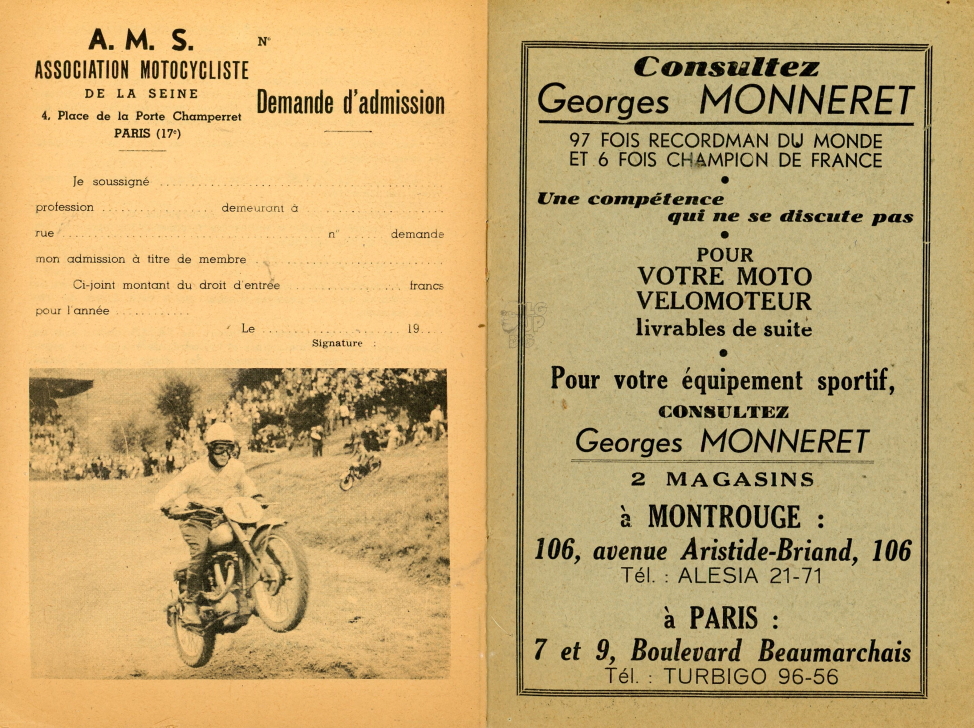 A. M. S.
ASSOCIATION MOTOCYCLISTE
DE LA SEINE
4, Place de la Porte Champerret
PARIS (17e)
N°
Demande d'admission
Je soussigné
profession demeurant à
rue n° demande
mon admission à titre de membre
Ci-joint montant du droit d'entrée francs
pour l'année
Le 19
Signature :
1
Consultez
Georges MONNERET
97 FOIS RECORDMAN DU MONDE
ET 6 FOIS CHAMPION DE FRANCE
•
Une compétence
qui ne se discute pas
•
POUR
VOTRE MOTO
VELOMOTEUR
livrables de suite
•
Pour votre équipement sportif,
CONSULTEZ
Georges MONNERET
2 MAGASINS
à MONTROUGE :
106, avenue Aristide-Briand, 106
Tél. : ALESIA 21-71
à PARIS :
7 et 9, Boulevard Beaumarchais
Tél. : TURBIGO 96-56